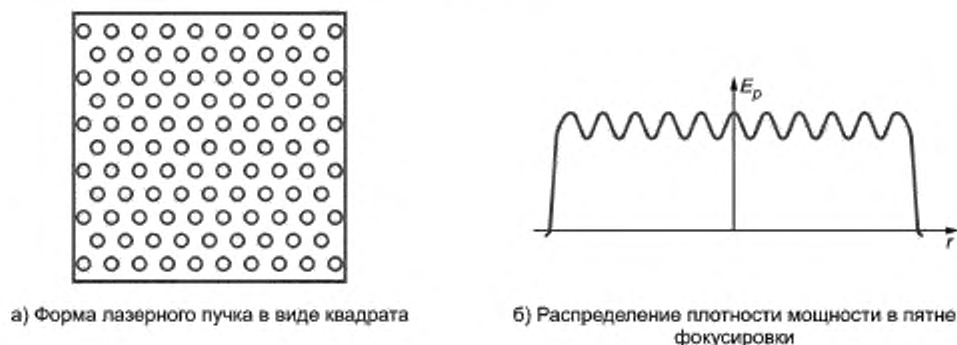 E_p
r
а) Форма лазерного пучка в виде квадрата
б) Распределение плотности мощности в пятне
фокусировки